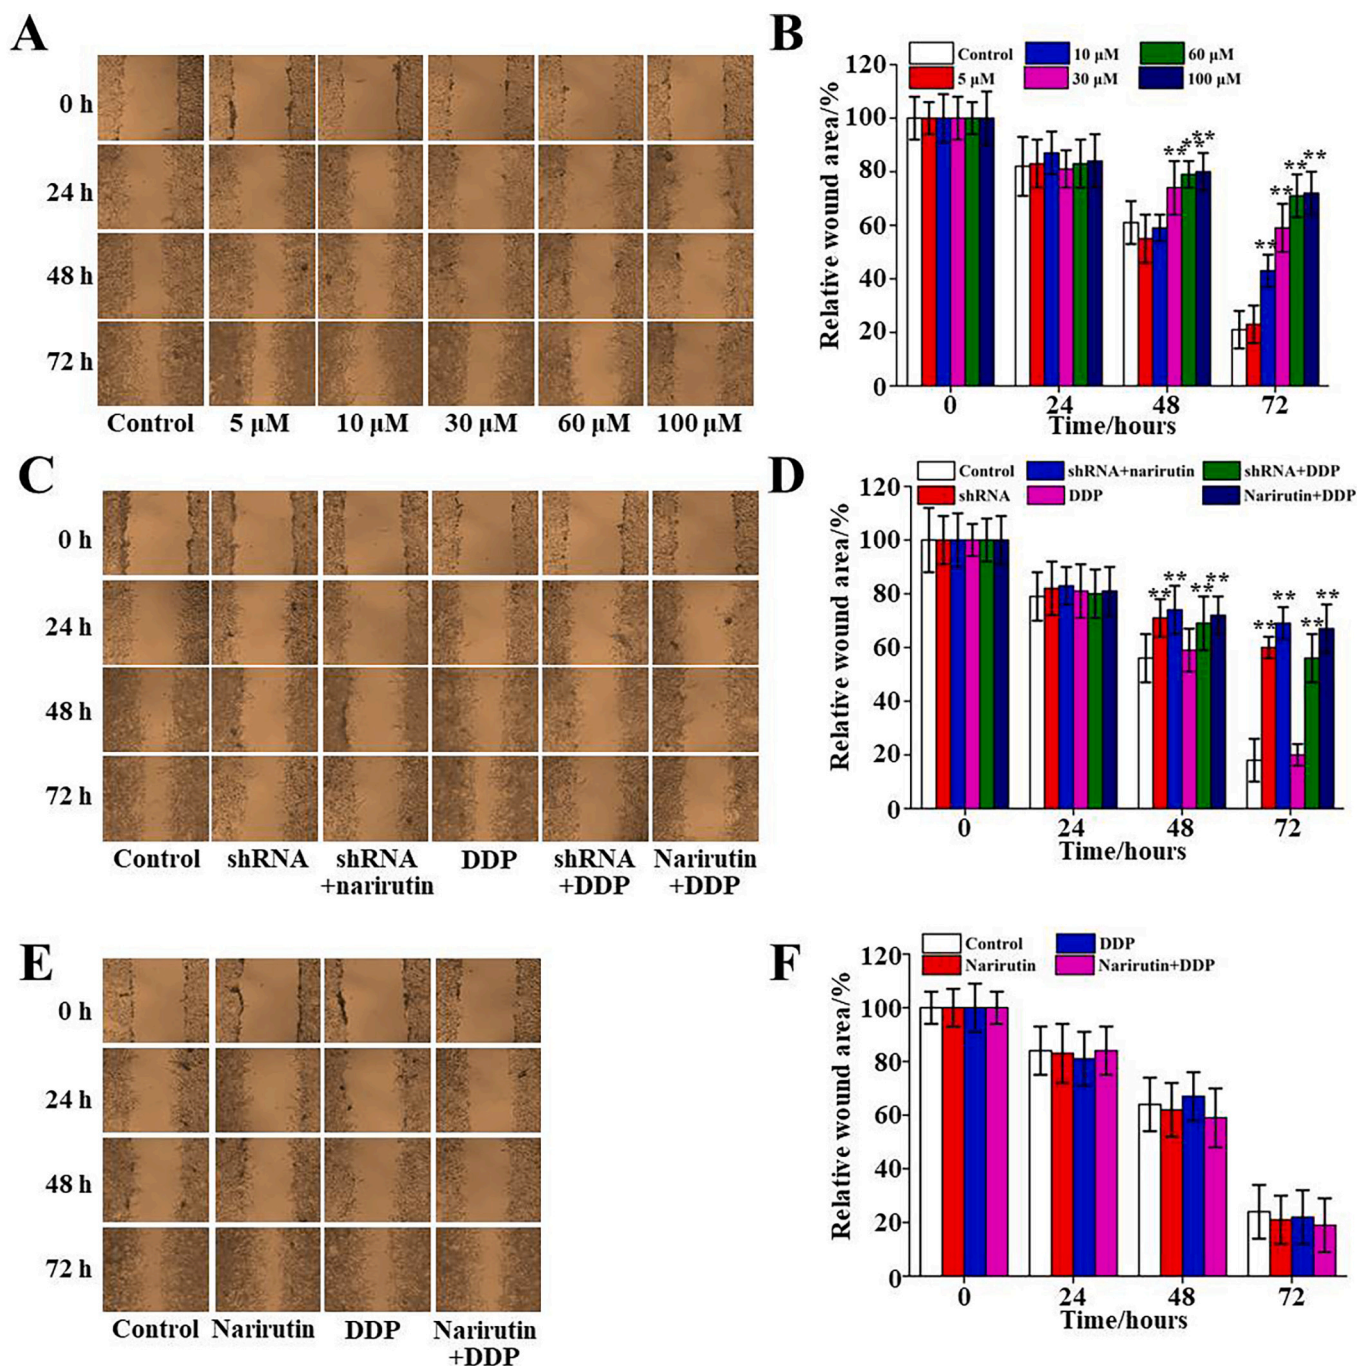 A
0 h
24 h
48 h
72 h
Control 5 μM 10 μM 30 μM 60 μM 100 μM
B
Control 10 μM 60 μM
5 μM 30 μM 100 μM
Relative wound area/%
120
100
80
60
40
20
0
** ** **
** ** ** **
0 24 48 72
Time/hours
C
0 h
24 h
48 h
72 h
Control shRNA shRNA DDP shRNA Narirutin
+narirutin +DDP +DDP
D
Control shRNA+narirutin shRNA+DDP
shRNA DDP Narirutin+DDP
Relative wound area/%
120
100
80
60
40
20
0
** ** ** **
** ** ** **
0 24 48 72
Time/hours
E
0 h
24 h
48 h
72 h
Control Narirutin DDP Narirutin
+DDP
F
Control DDP
Narirutin Narirutin+DDP
Relative wound area/%
120
100
80
60
40
20
0
0 24 48 72
Time/hours